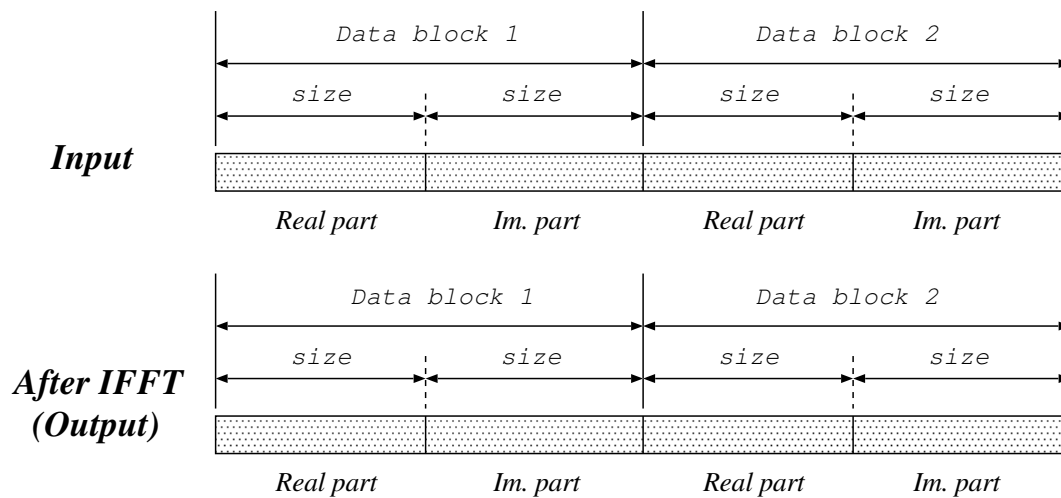 Data block 1 Data block 2
size size size size
Input
Real part Im. part Real part Im. part
Data block 1 Data block 2
size size size size
After IFFT
(Output)
Real part Im. part Real part Im. part